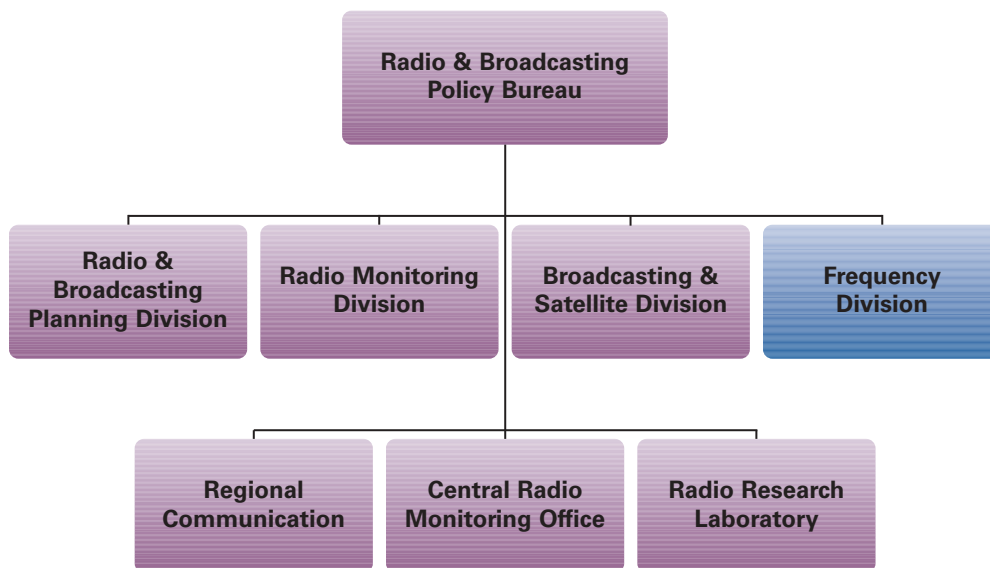 Radio & Broadcasting
Policy Bureau
Radio &
Broadcasting
Planning Division
Radio Monitoring
Division
Broadcasting &
Satellite Division
Frequency
Division
Regional
Communication
Central Radio
Monitoring Office
Radio Research
Laboratory